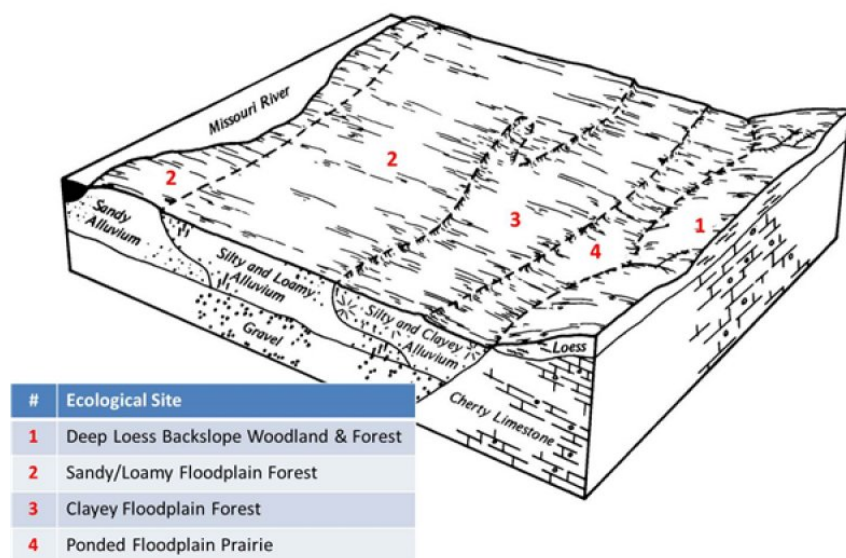 Missouri River
2
2
3
1
4
Sandy
Alluvium
Silty and Loamy
Alluvium
Gravel
Silty and Clayey
Alluvium
Loess
Cherty Limestone
# Ecological Site
1 Deep Loess Backslope Woodland & Forest
2 Sandy/Loamy Floodplain Forest
3 Clayey Floodplain Forest
4 Ponded Floodplain Prairie